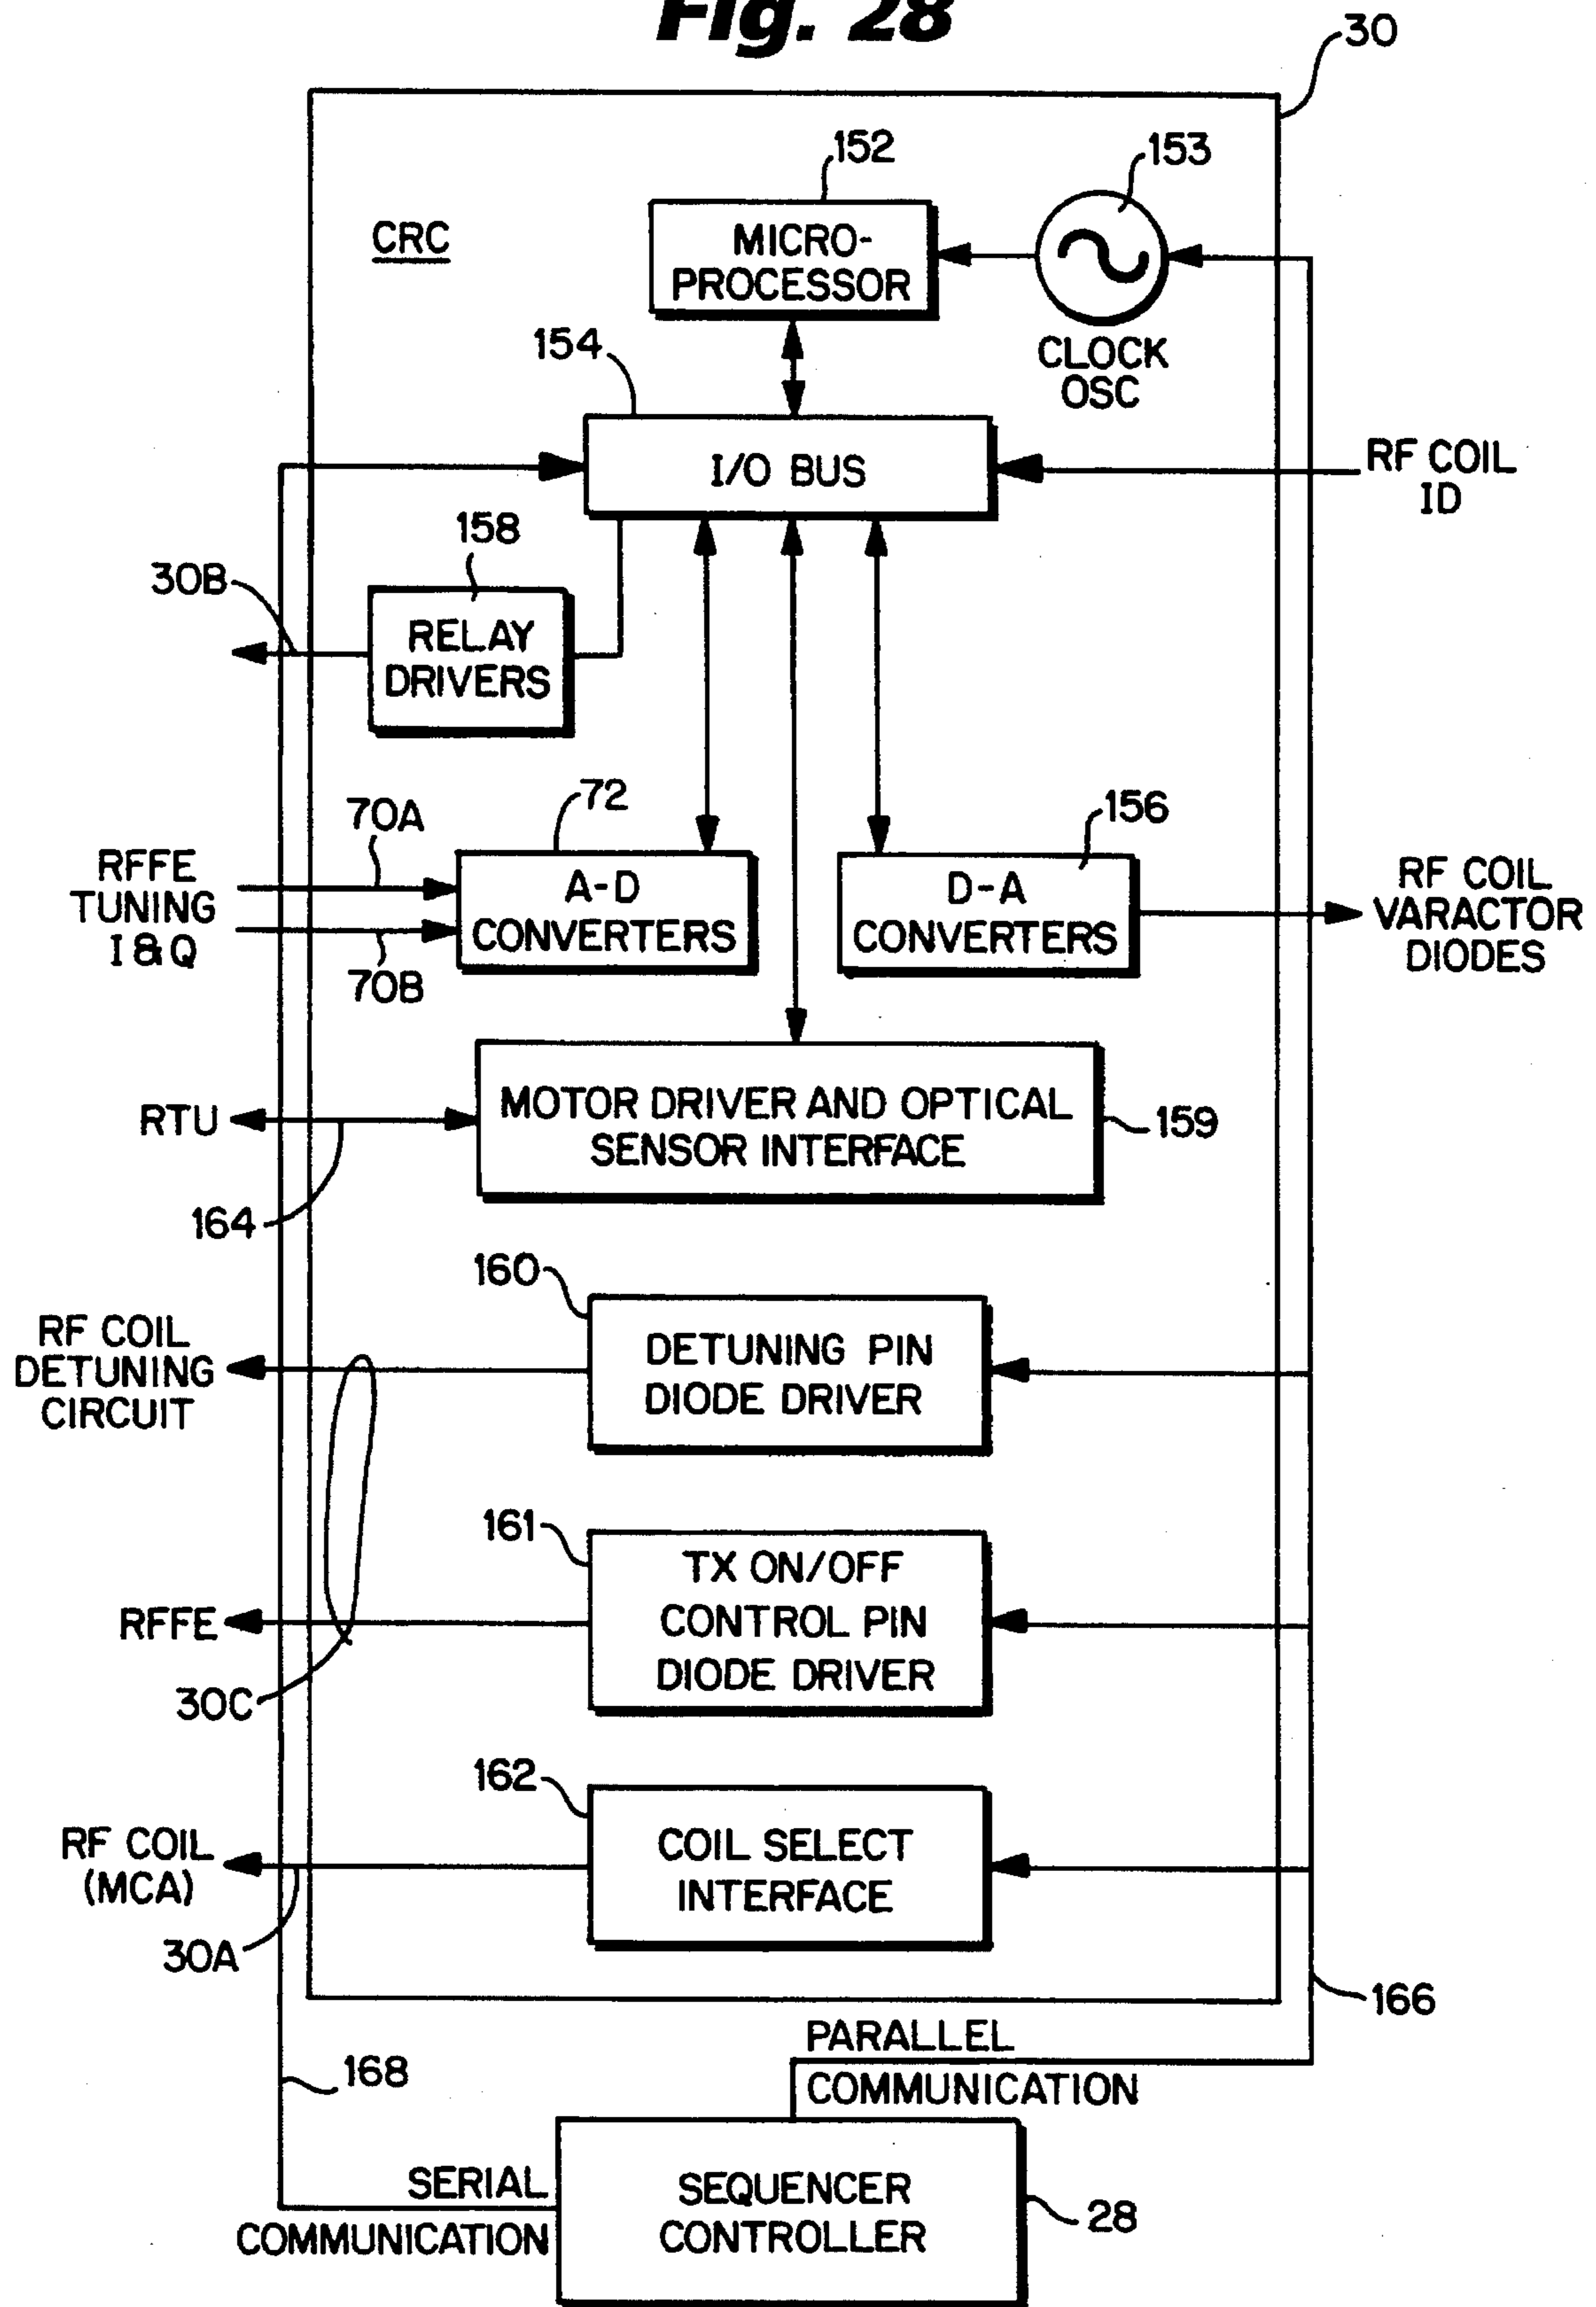 Fig. 28
30
152
153
CRC
MICRO-
PROCESSOR
154
CLOCK
OSC
I/O BUS
RF COIL
ID
158
30B
RELAY
DRIVERS
72
70A
156
RFFE
TUNING
I & Q
A-D
CONVERTERS
D-A
CONVERTERS
RF COIL
VARACTOR
DIODES
70B
RTU
MOTOR DRIVER AND OPTICAL
SENSOR INTERFACE
159
164
160
RF COIL
DETUNING
CIRCUIT
DETUNING PIN
DIODE DRIVER
161
TX ON/OFF
CONTROL PIN
DIODE DRIVER
RFFE
30C
162
RF COIL
(MCA)
COIL SELECT
INTERFACE
30A
166
PARALLEL
COMMUNICATION
168
SERIAL
COMMUNICATION
SEQUENCER
CONTROLLER
28